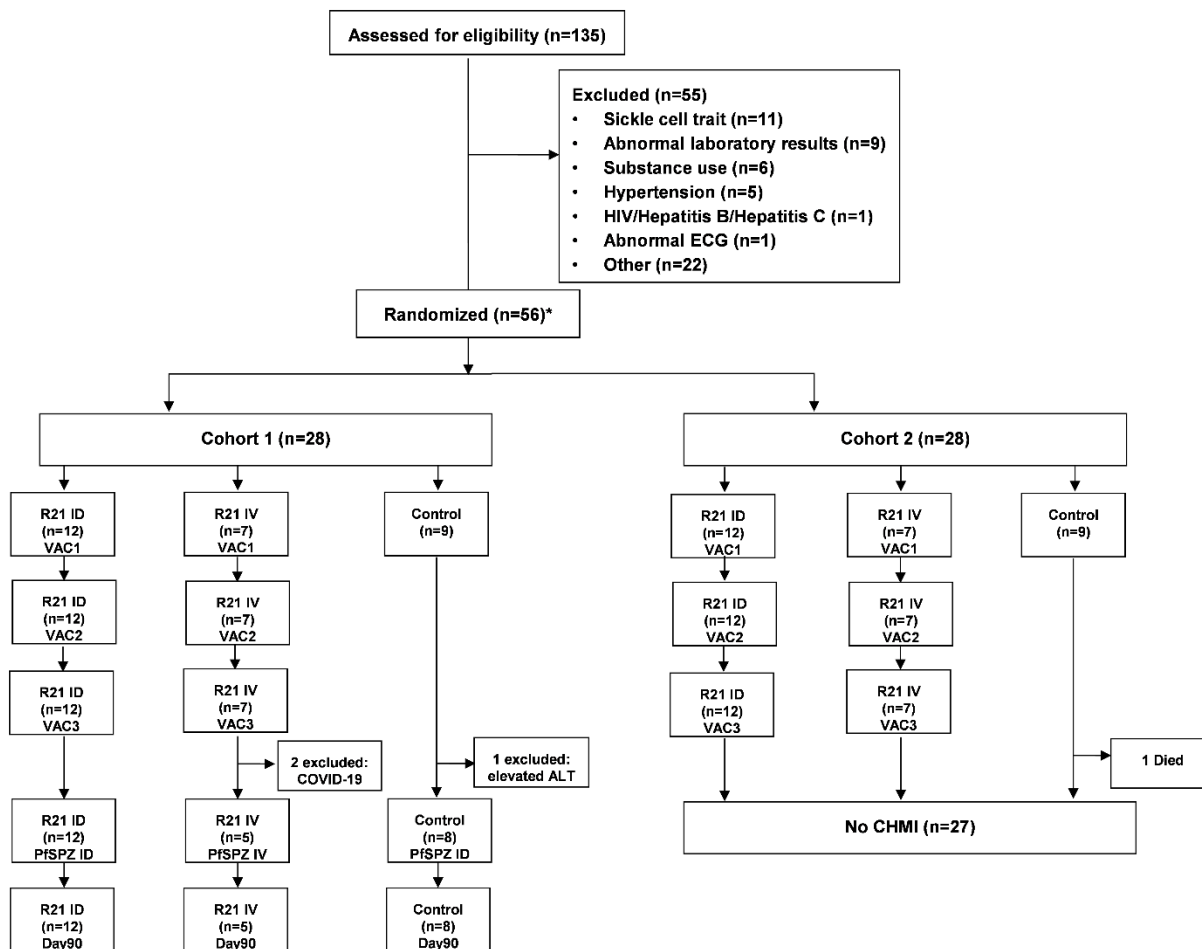 Assessed for eligibility (n=135)
Excluded (n=55)
• Sickle cell trait (n=11)
• Abnormal laboratory results (n=9)
• Substance use (n=6)
• Hypertension (n=5)
• HIV/Hepatitis B/Hepatitis C (n=1)
• Abnormal ECG (n=1)
• Other (n=22)
Randomized (n=56)*
Cohort 1 (n=28)
R21 ID
(n=12)
VAC1
R21 IV
(n=7)
VAC1
Control
(n=9)
R21 ID
(n=12)
VAC2
R21 IV
(n=7)
VAC2
R21 ID
(n=12)
VAC3
R21 IV
(n=7)
VAC3
2 excluded:
COVID-19
1 excluded:
elevated ALT
R21 ID
(n=12)
PfSPZ ID
R21 IV
(n=5)
PfSPZ IV
Control
(n=8)
PfSPZ ID
R21 ID
(n=12)
Day90
R21 IV
(n=5)
Day90
Control
(n=8)
Day90
Cohort 2 (n=28)
R21 ID
(n=12)
VAC1
R21 IV
(n=7)
VAC1
Control
(n=9)
R21 ID
(n=12)
VAC2
R21 IV
(n=7)
VAC2
R21 ID
(n=12)
VAC3
R21 IV
(n=7)
VAC3
1 Died
No CHMI (n=27)